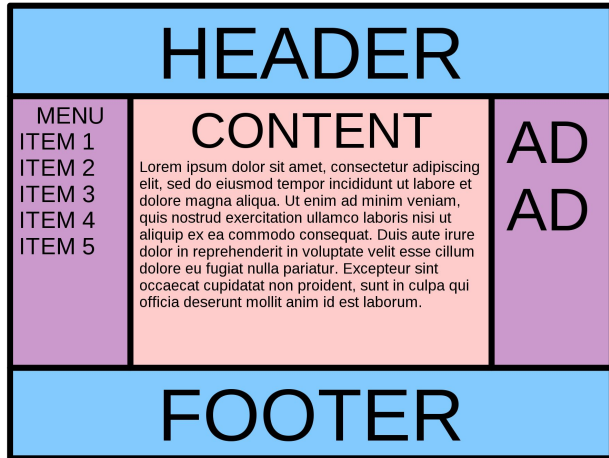 HEADER
MENU
ITEM 1
ITEM 2
ITEM 3
ITEM 4
ITEM 5
CONTENT
Lorem ipsum dolor sit amet, consectetur adipiscing
elit, sed do eiusmod tempor incididunt ut labore et
dolore magna aliqua. Ut enim ad minim veniam,
quis nostrud exercitation ullamco laboris nisi ut
aliquip ex ea commodo consequat. Duis aute irure
dolor in reprehenderit in voluptate velit esse cillum
dolore eu fugiat nulla pariatur. Excepteur sint
occaecat cupidatat non proident, sunt in culpa qui
officia deserunt mollit anim id est laborum.
AD
AD
FOOTER